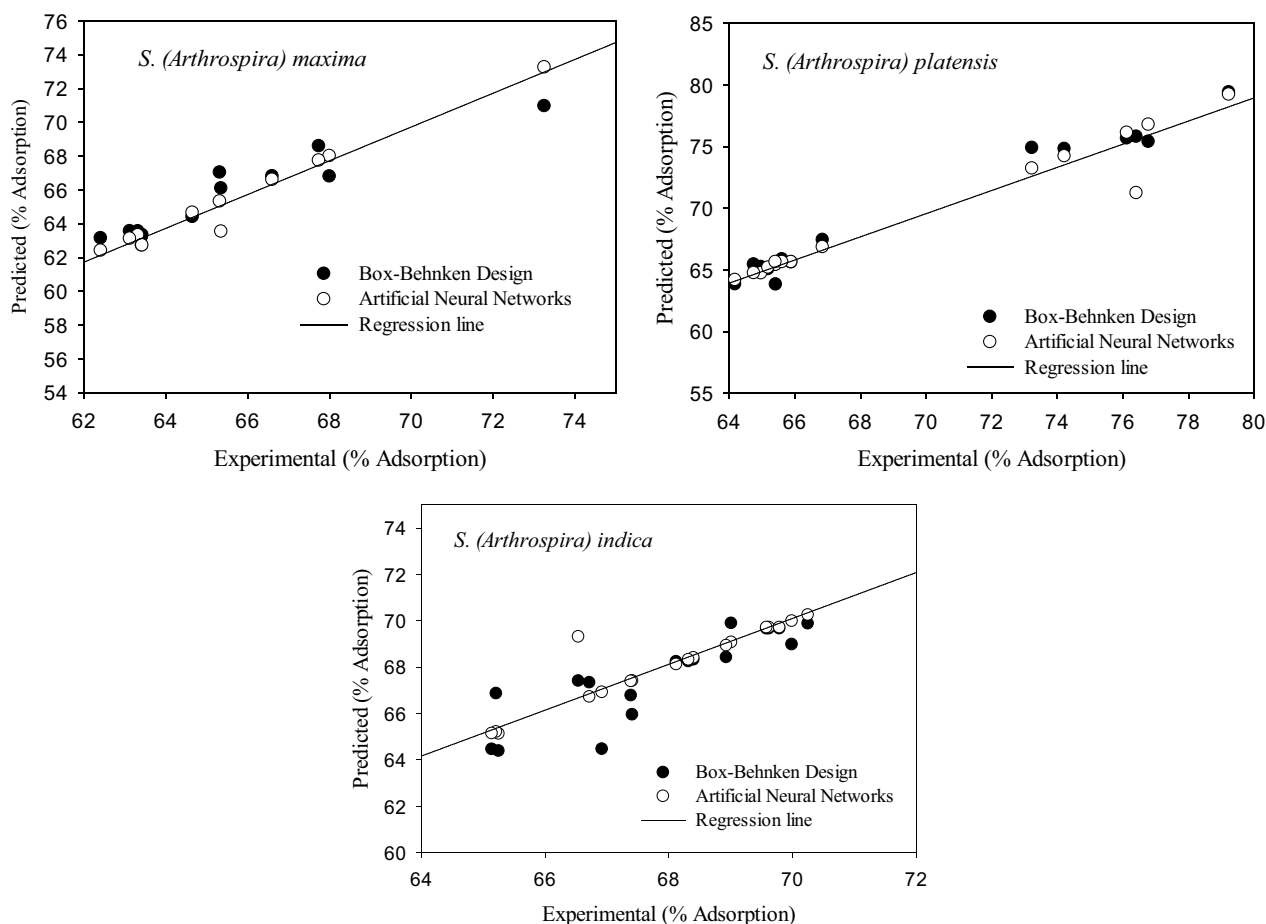 S. (Arthrospira) maxima
Predicted (% Adsorption)
76
74
72
70
68
66
64
62
60
58
56
54
Box-Behnken Design
Artificial Neural Networks
Regression line
62 64 66 68 70 72 74
Experimental (% Adsorption)
S. (Arthrospira) platensis
Predicted (% Adsorption)
85
80
75
70
65
60
55
Box-Behnken Design
Artificial Neural Networks
Regression line
64 66 68 70 72 74 76 78 80
Experimental (% Adsorption)
S. (Arthrospira) indica
Predicted (% Adsorption)
74
72
70
68
66
64
62
60
Box-Behnken Design
Artificial Neural Networks
Regression line
64 66 68 70 72
Experimental (% Adsorption)